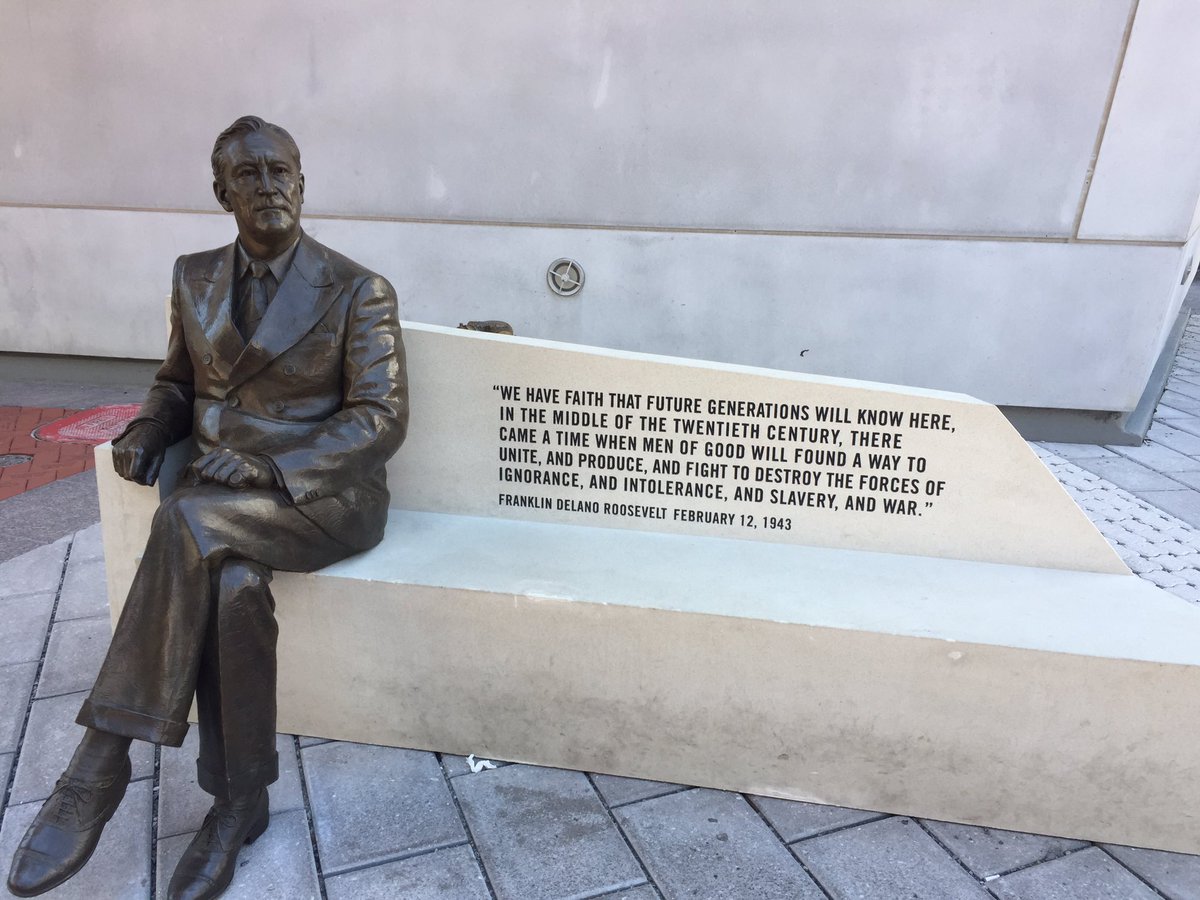 “WE HAVE FAITH THAT FUTURE GENERATIONS WILL KNOW HERE,
IN THE MIDDLE OF THE TWENTIETH CENTURY, THERE
CAME A TIME WHEN MEN OF GOOD WILL FOUND A WAY TO
UNITE, AND PRODUCE, AND FIGHT TO DESTROY THE FORCES OF
IGNORANCE, AND INTOLERANCE, AND SLAVERY, AND WAR.”
FRANKLIN DELANO ROOSEVELT FEBRUARY 12, 1943